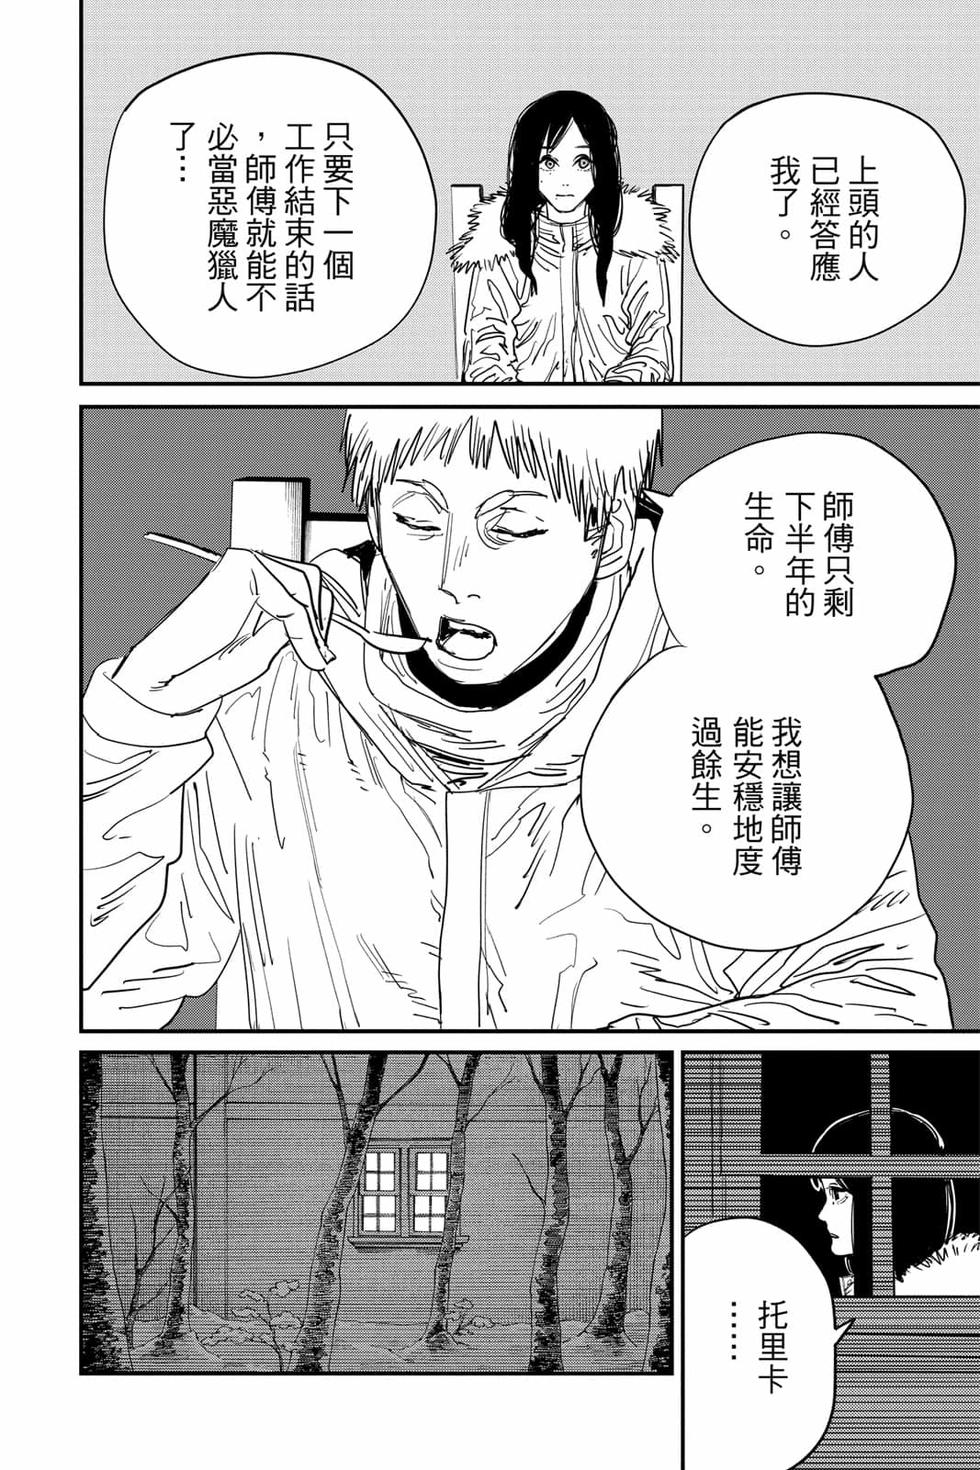 上頭的人
已經答應
我了。
只要下一個
工作結束的話
，師傅就能不
必當惡魔獵人
了…
師傅只剩
下半年的
生命。
我想讓師傅
能安穩地度
過餘生。
托里卡
……